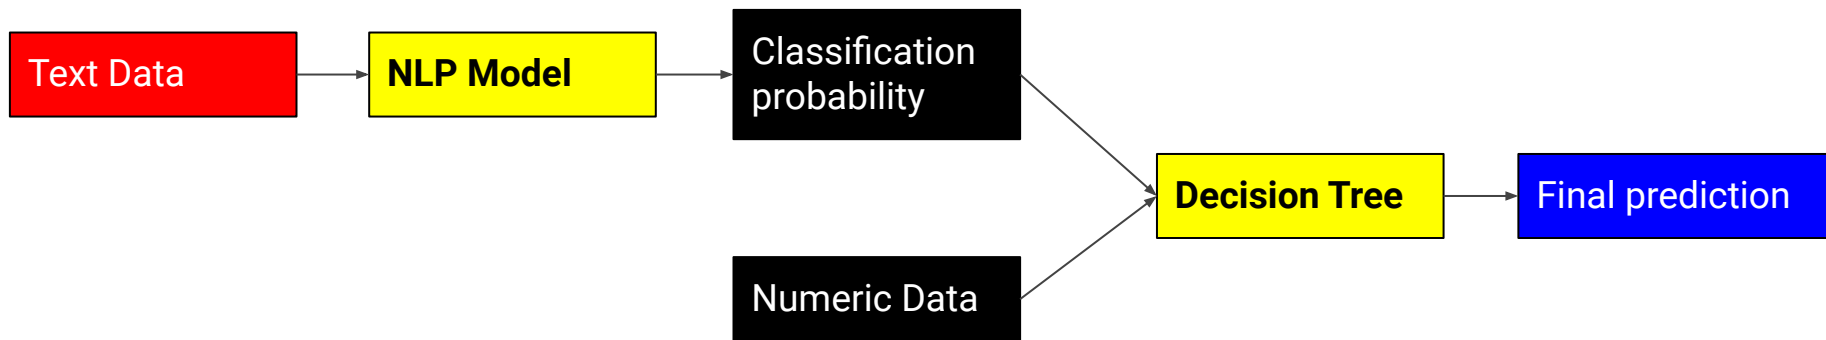 Text Data
NLP Model
Classification
probability
Decision Tree
Final prediction
Numeric Data